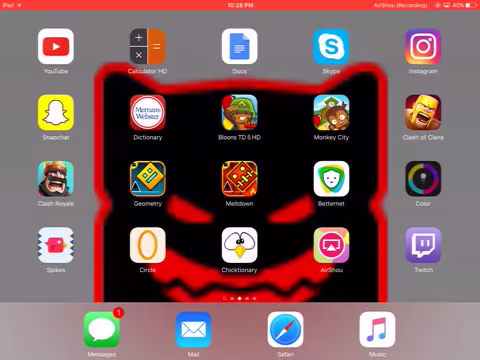 iPad 10:28 PM AirShou (Recording) 40%
YouTube Calculator HD Docs Skype Instagram
Merriam-
Webster
Snapchat Dictionary Bloons TD 5 HD Monkey City Clash of Clans
Clash Royale Geometry Meltdown Betternet Color
Spikes Circle Chicktionary AirShou Twitch
1
Messages Mail Safari Music